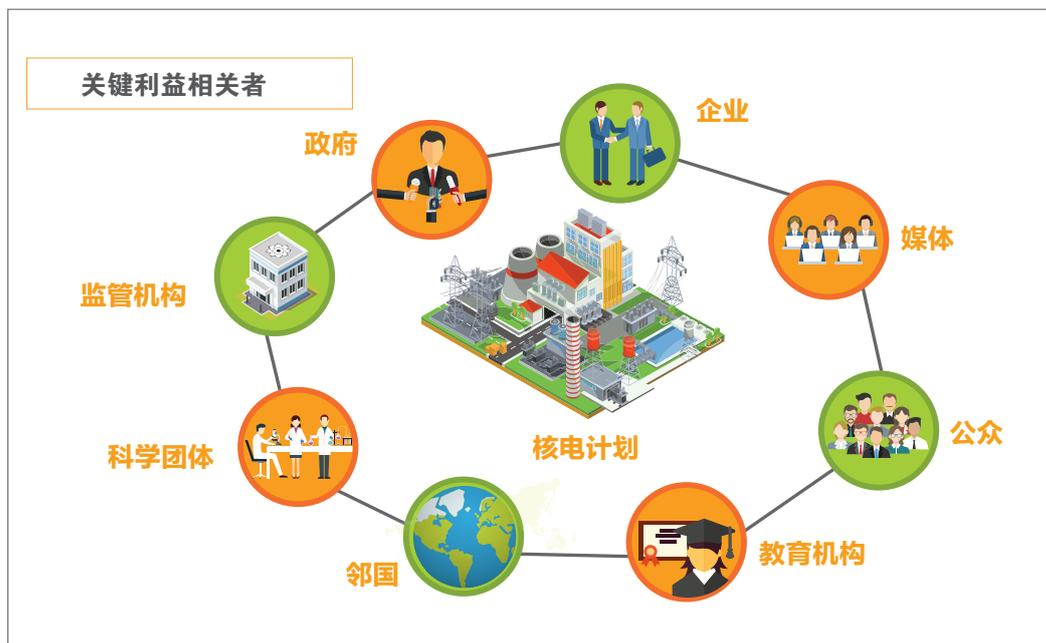 关键利益相关者
政府
企业
媒体
监管机构
公众
科学团体
核电计划
教育机构
邻国